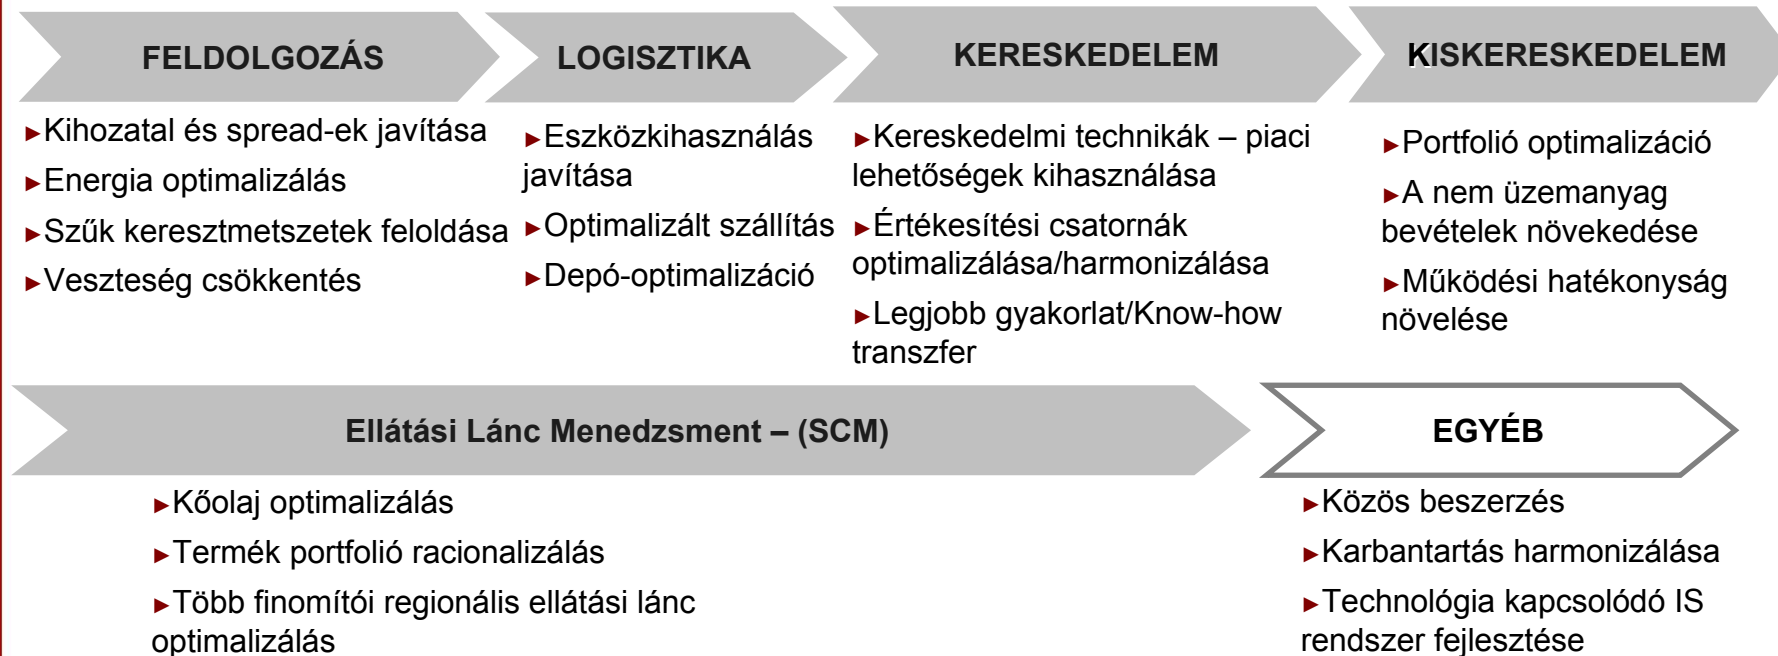 FELDOLGOZÁS
►Kihozatal és spread-ek javítása
►Energia optimalizálás
►Szűk keresztmetszetek feloldása
►Veszteség csökkentés
LOGISZTIKA
►Eszközkihasználás
javítása
►Optimalizált szállítás
►Depó-optimalizáció
KERESKEDELEM
►Kereskedelmi technikák – piaci
lehetőségek kihasználása
►Értékesítési csatornák
optimalizálása/harmonizálása
►Legjobb gyakorlat/Know-how
transzfer
KISKERESKEDELEM
►Portfolió optimalizáció
►A nem üzemanyag
bevételek növekedése
►Működési hatékonyság
növelése
Ellátási Lánc Menedzsment – (SCM)
►Kőolaj optimalizálás
►Termék portfolió racionalizálás
►Több finomítói regionális ellátási lánc
optimalizálás
EGYÉB
►Közös beszerzés
►Karbantartás harmonizálása
►Technológia kapcsolódó IS
rendszer fejlesztése